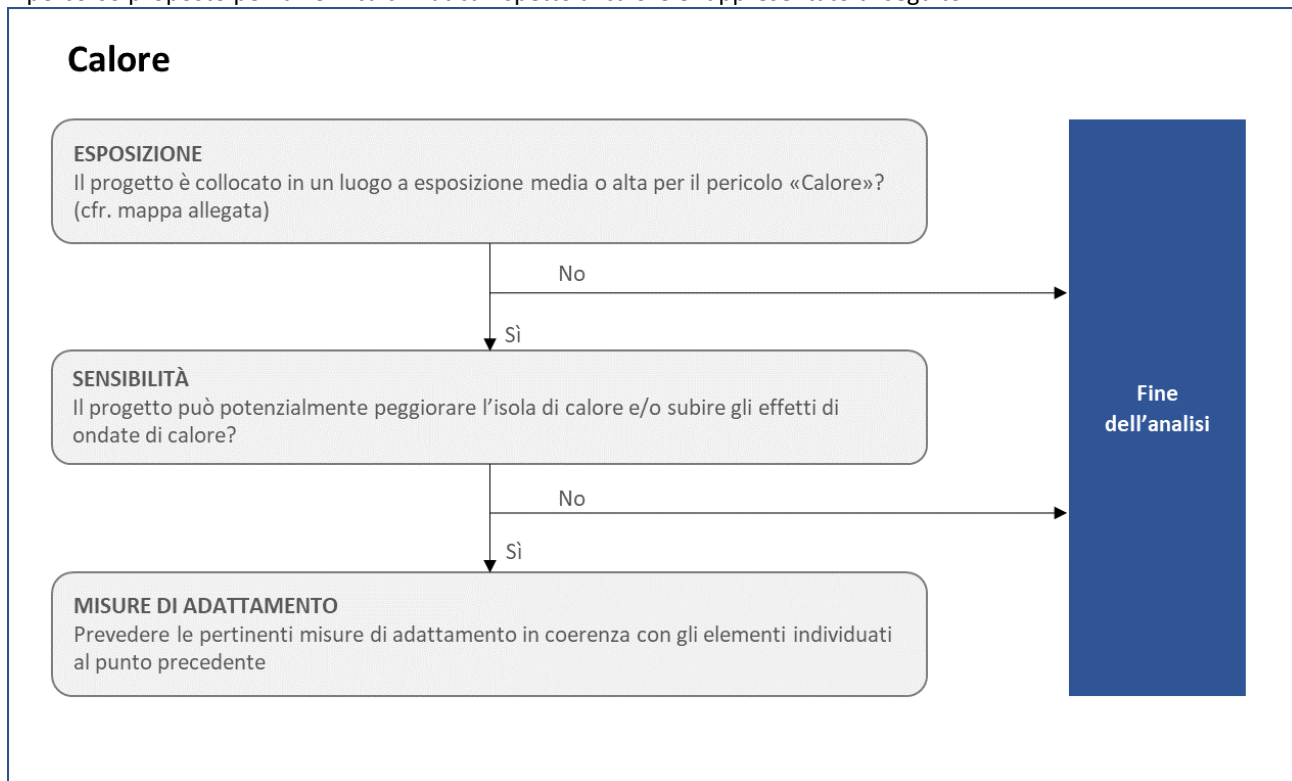 Calore
ESPOSIZIONE
Il progetto è collocato in un luogo a esposizione media o alta per il pericolo «Calore»?
(cfr. mappa allegata)
No
Sì
SENSIBILITÀ
Il progetto può potenzialmente peggiorare l’isola di calore e/o subire gli effetti di
ondate di calore?
Fine
dell’analisi
No
Sì
MISURE DI ADATTAMENTO
Prevedere le pertinenti misure di adattamento in coerenza con gli elementi individuati
al punto precedente